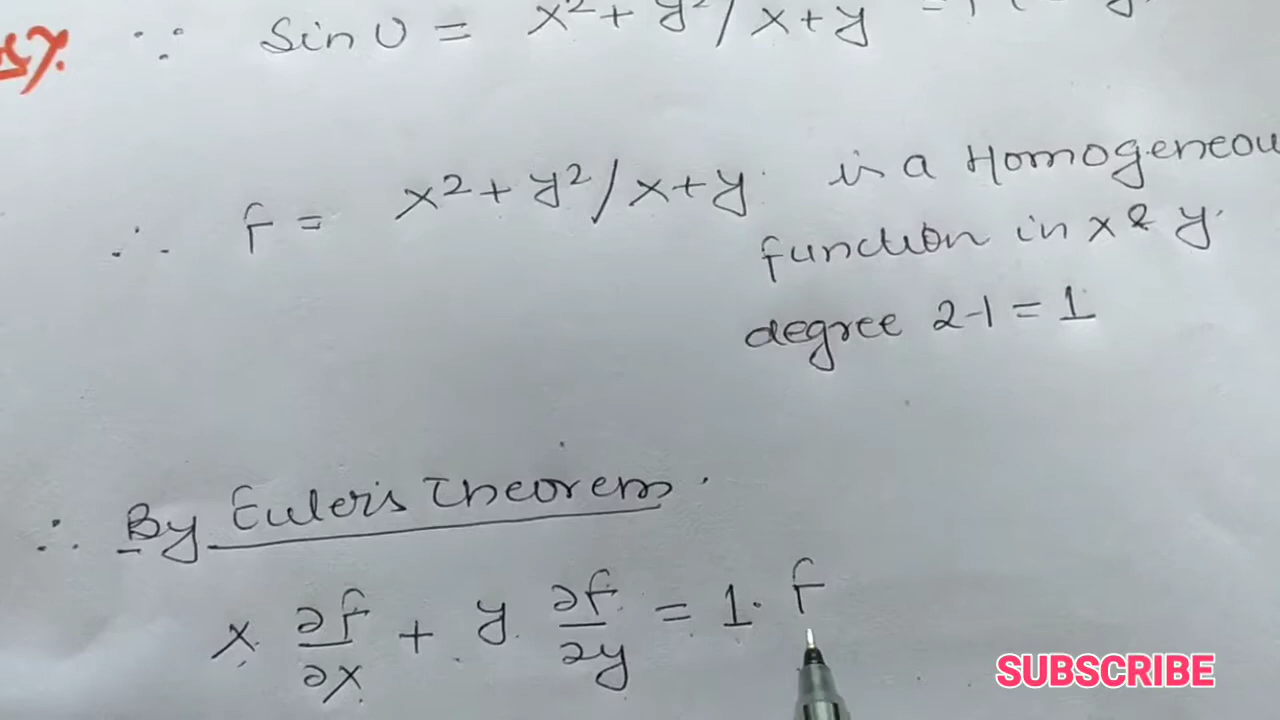 ∵ Sin U = x² + y² / x + y =
∴ f = x² + y² / x + y is a Homogeneou
function in x & y.
degree 2-1 = 1
∴ By Euler's Theorem.
x ∂f/∂x + y ∂f/∂y = 1. f
SUBSCRIBE